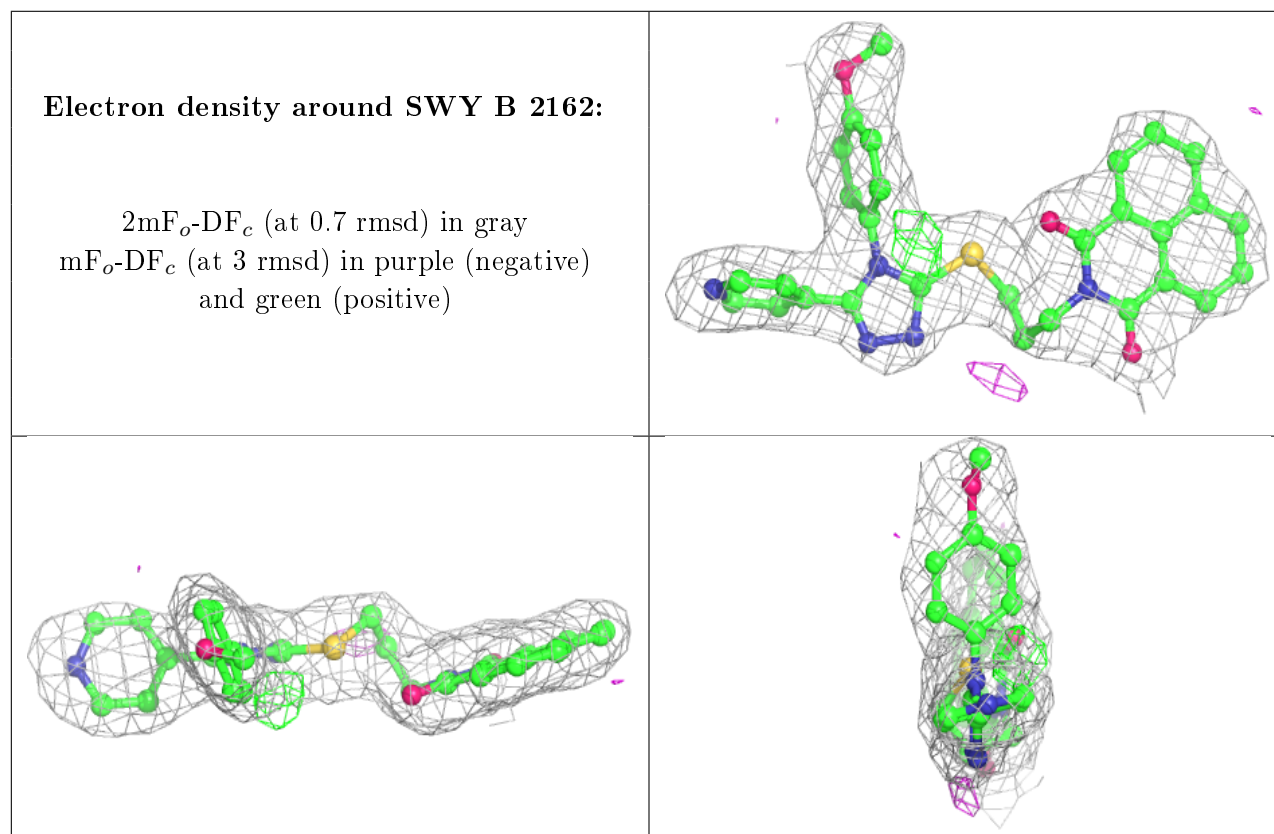 Electron density around SWY B 2162:
2mFo-DFc (at 0.7 rmsd) in gray
mFo-DFc (at 3 rmsd) in purple (negative)
and green (positive)